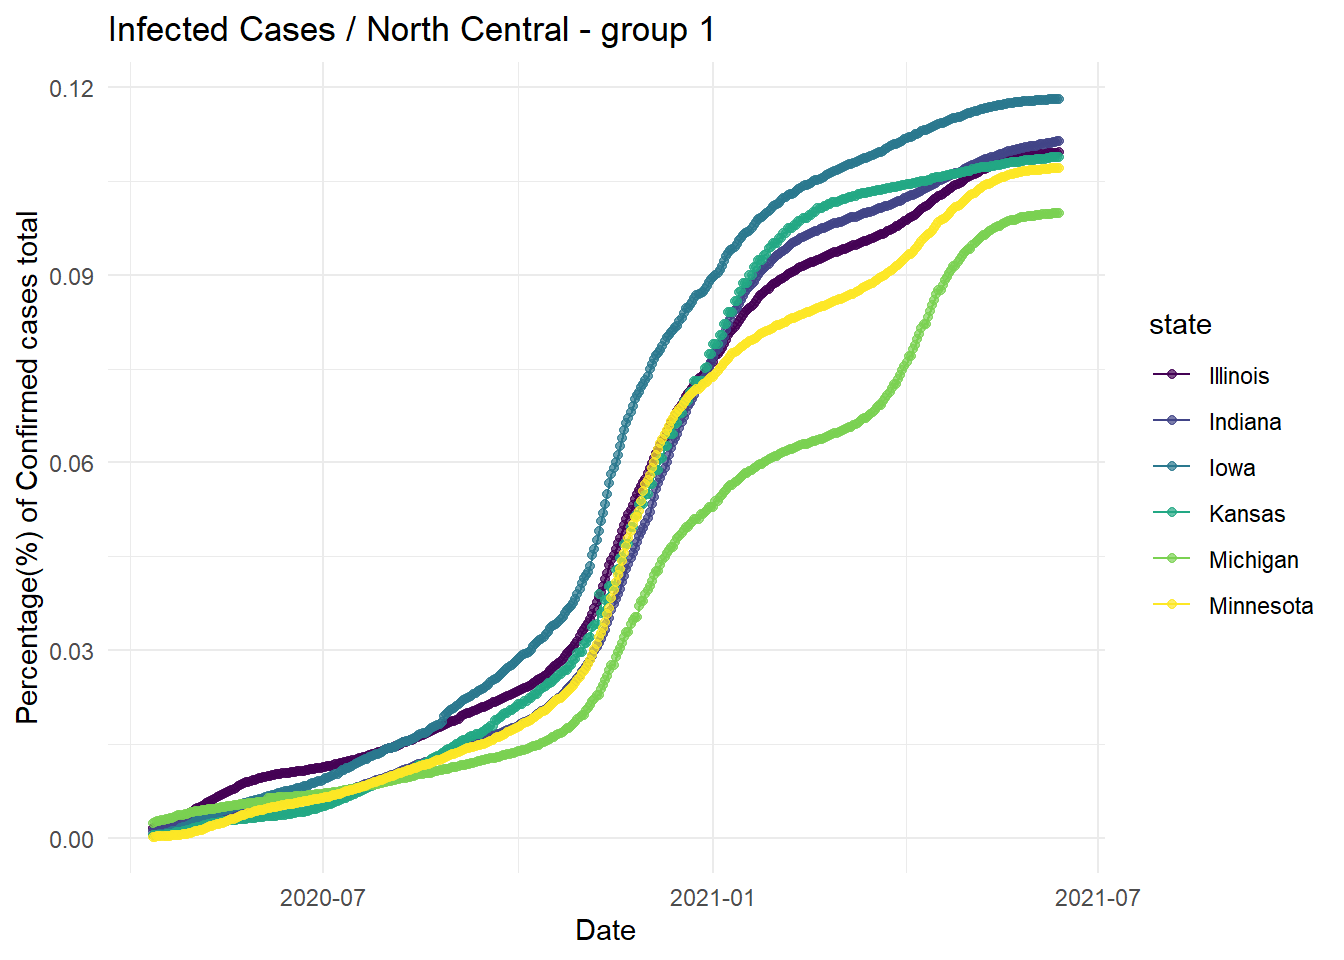 Infected Cases / North Central - group 1
Percentage(%) of Confirmed cases total
0.12
0.09
0.06
0.03
0.00
2020-07
2021-01
2021-07
Date
state
Illinois
Indiana
Iowa
Kansas
Michigan
Minnesota